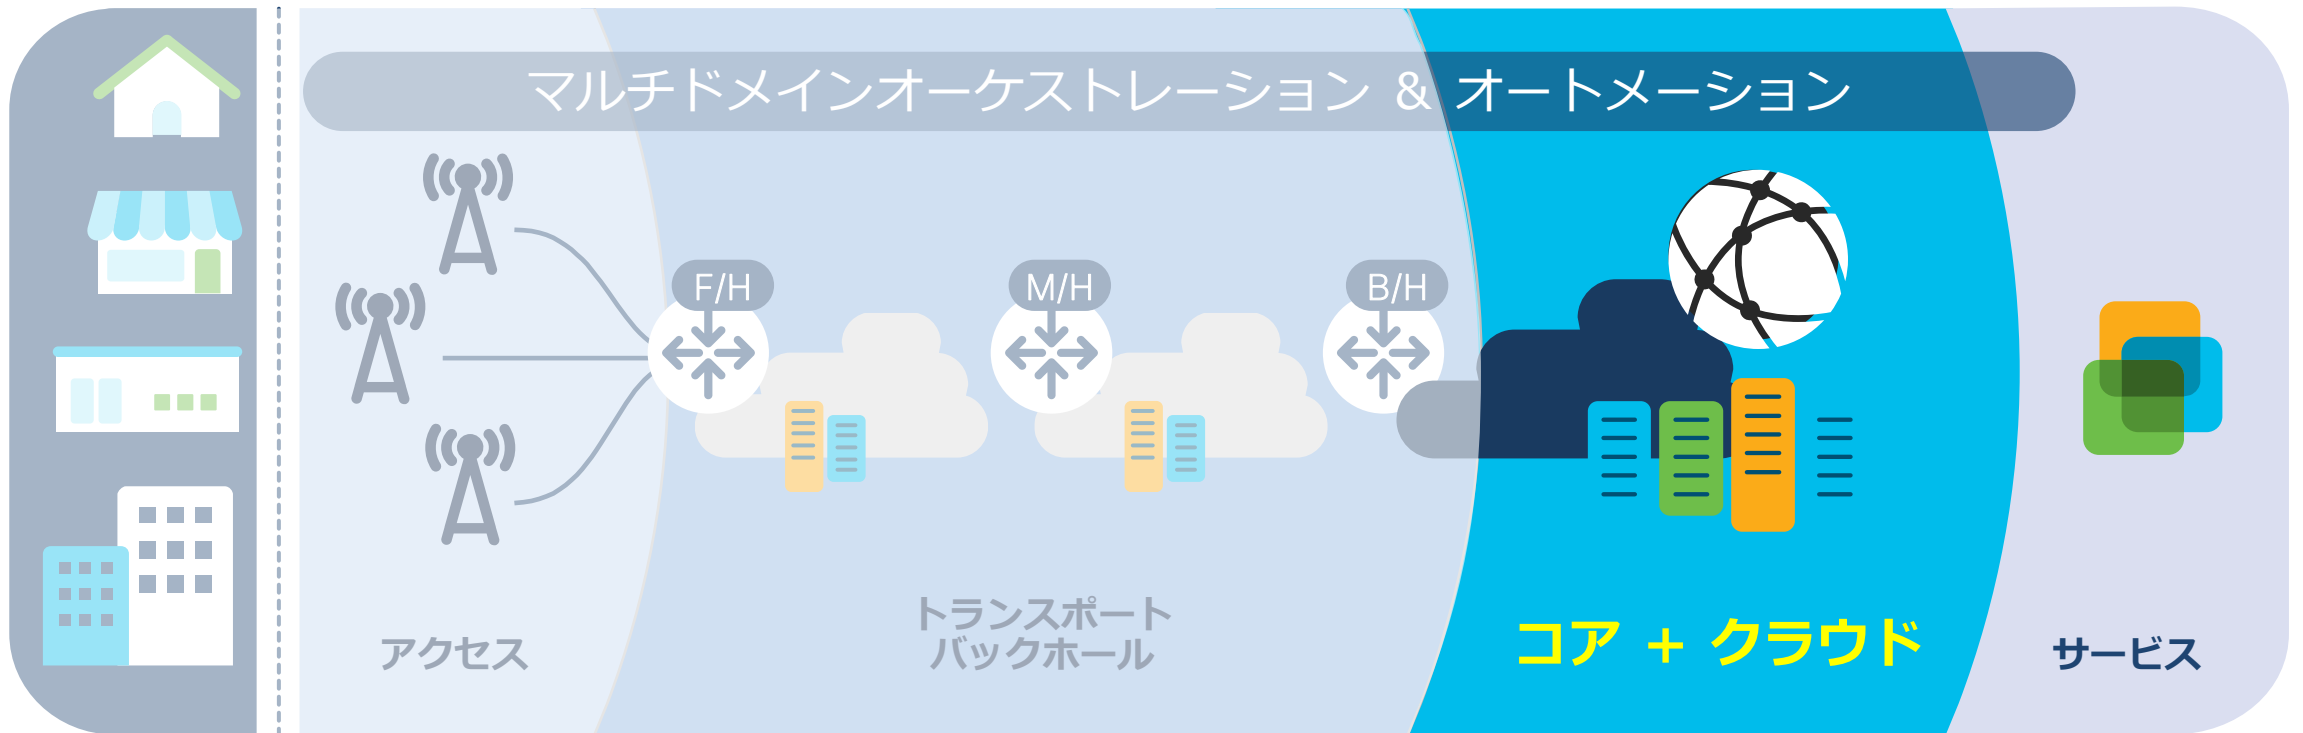 マルチドメインオーケストレーション & オートメーション
F/H
M/H
B/H
アクセス
トランスポート
バックホール
コア + クラウド
サービス